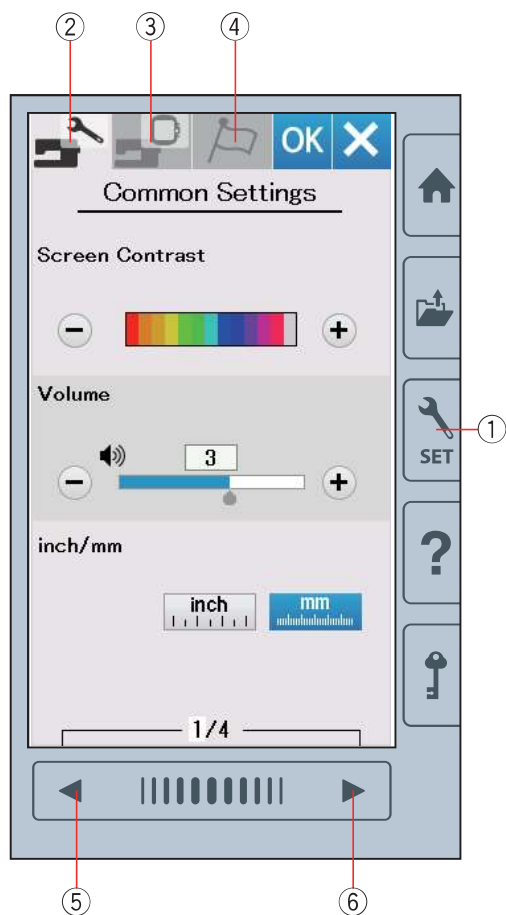 ② ③ ④
OK
Common Settings
Screen Contrast
− +
Volume
3
− +
inch/mm
inch mm
1/4
①
SET
?
⑤ ⑥